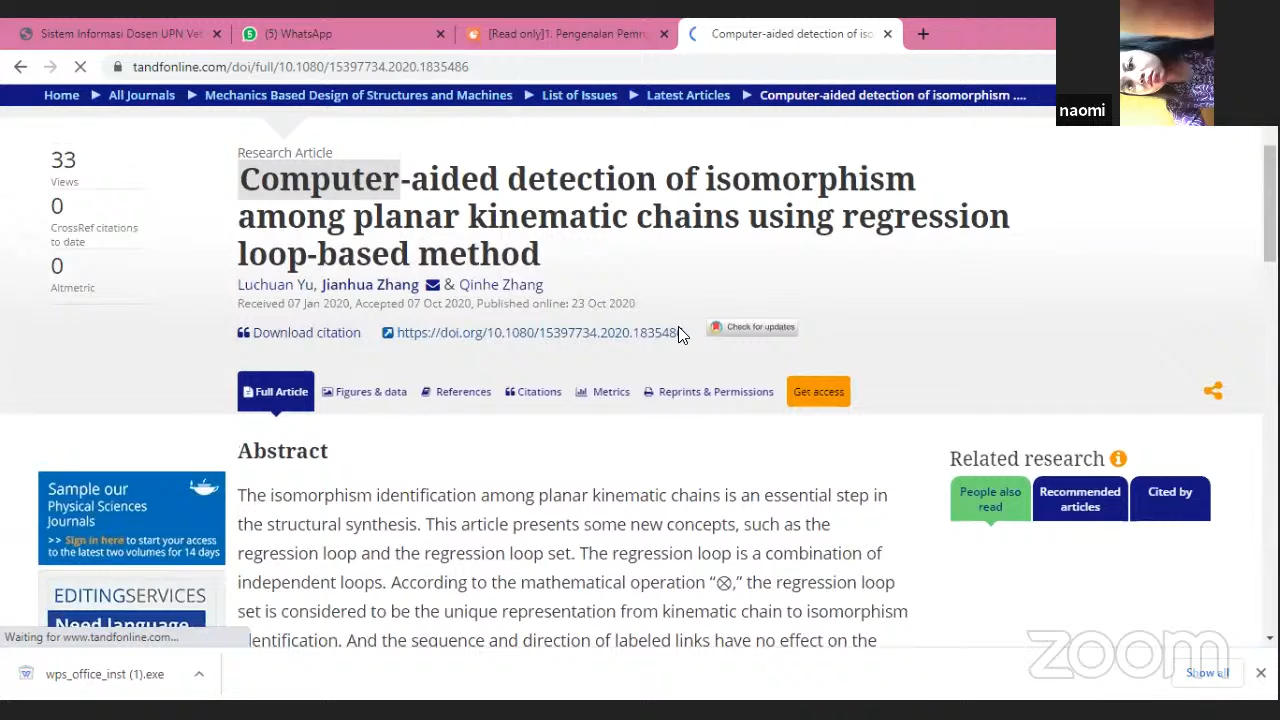 Sistem Informasi Dosen UPN Vet
(5) WhatsApp
[Read only]1. Pengenalan Pemro
Computer-aided detection of iso
tandfonline.com/doi/full/10.1080/15397734.2020.1835486
Home
All Journals
Mechanics Based Design of Structures and Machines
List of Issues
Latest Articles
Computer-aided detection of isomorphism ....
naomi
33
Views
0
CrossRef citations
to date
0
Altmetric
Research Article
Computer-aided detection of isomorphism
among planar kinematic chains using regression
loop-based method
Luchuan Yu, Jianhua Zhang & Qinhe Zhang
Received 07 Jan 2020, Accepted 07 Oct 2020, Published online: 23 Oct 2020
Download citation
https://doi.org/10.1080/15397734.2020.183548
Check for updates
Full Article
Figures & data
References
Citations
Metrics
Reprints & Permissions
Get access
Abstract
The isomorphism identification among planar kinematic chains is an essential step in
the structural synthesis. This article presents some new concepts, such as the
regression loop and the regression loop set. The regression loop is a combination of
independent loops. According to the mathematical operation “⊗,” the regression loop
set is considered to be the unique representation from kinematic chain to isomorphism
identification. And the sequence and direction of labeled links have no effect on the
Related research
People also
read
Recommended
articles
Cited by
Sample our
Physical Sciences
Journals
>> Sign in here to start your access
to the latest two volumes for 14 days
EDITING SERVICES
Need language
Waiting for www.tandfonline.com...
zoom
wps_office_inst (1).exe
Show all